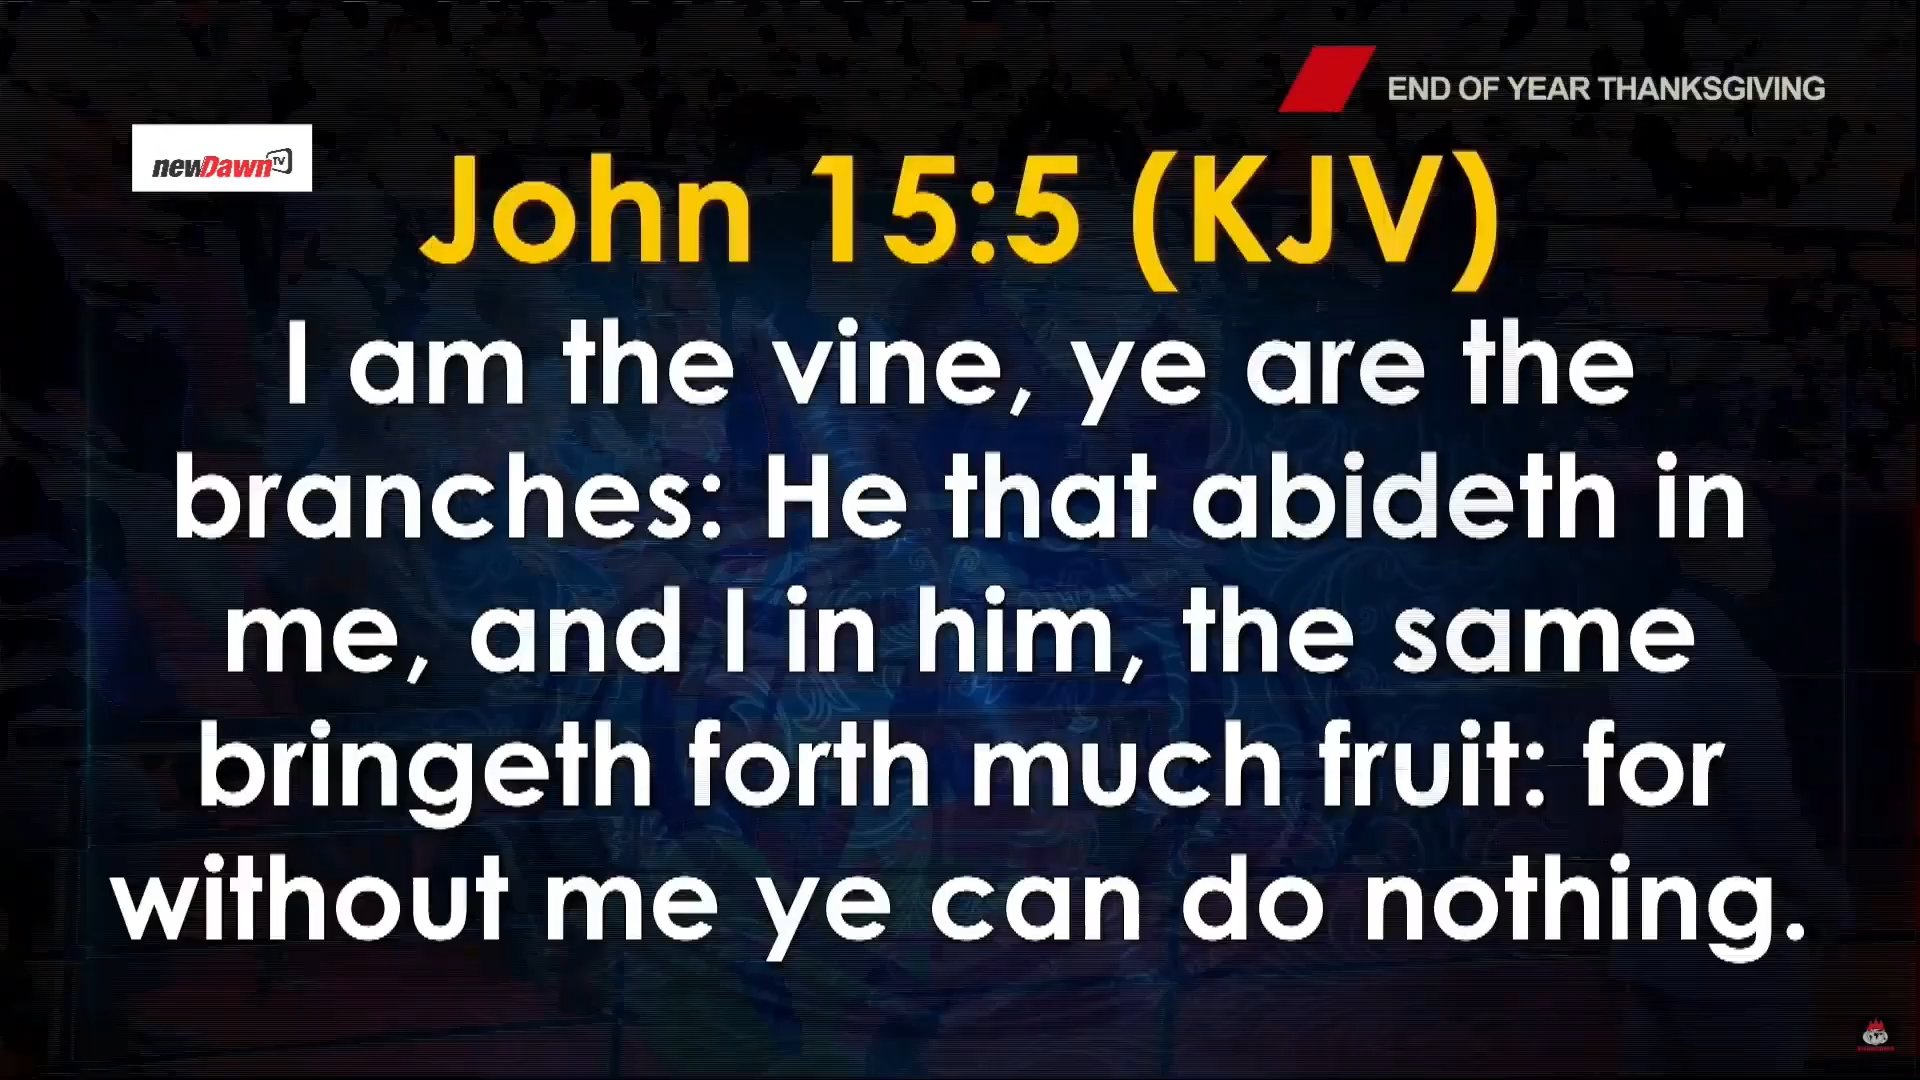 END OF YEAR THANKSGIVING
newDawn TV
John 15:5 (KJV)
I am the vine, ye are the
branches: He that abideth in
me, and I in him, the same
bringeth forth much fruit: for
without me ye can do nothing.